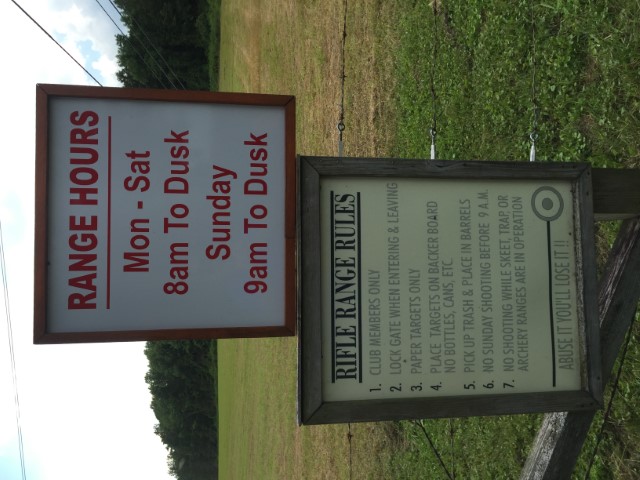 RANGE HOURS
Mon - Sat
8am To Dusk
Sunday
9am To Dusk
RIFLE RANGE RULES
1. CLUB MEMBERS ONLY
2. LOCK GATE WHEN ENTERING & LEAVING
3. PAPER TARGETS ONLY
4. PLACE TARGETS ON BACKER BOARD
NO BOTTLES, CANS, ETC
5. PICK UP TRASH & PLACE IN BARRELS
6. NO SUNDAY SHOOTING BEFORE 9 A.M.
7. NO SHOOTING WHILE SKEET, TRAP, OR
ARCHERY RANGES ARE IN OPERATION
ABUSE IT YOU'LL LOSE IT !!